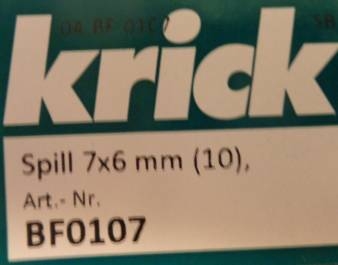 krick
Spill 7x6 mm (10),
Art.- Nr.
BF0107